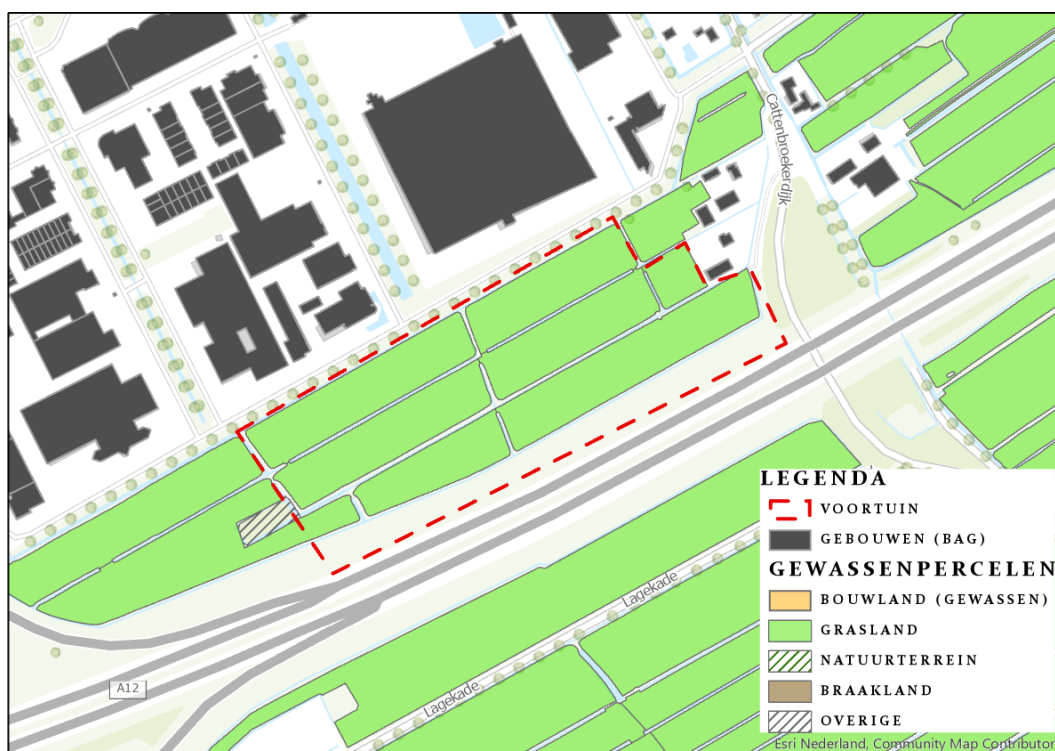 Cattenbroekerdijk
Lagekade
Lagekade
A12
LEGENDA
VOORTUIN
GEBOUWEN (BAG)
GEWASSENPERCELEN
BOUWLAND (GEWASSEN)
GRASLAND
NATUURTERREIN
BRAAKLAND
OVERIGE
Esri Nederland, Community Map Contributor